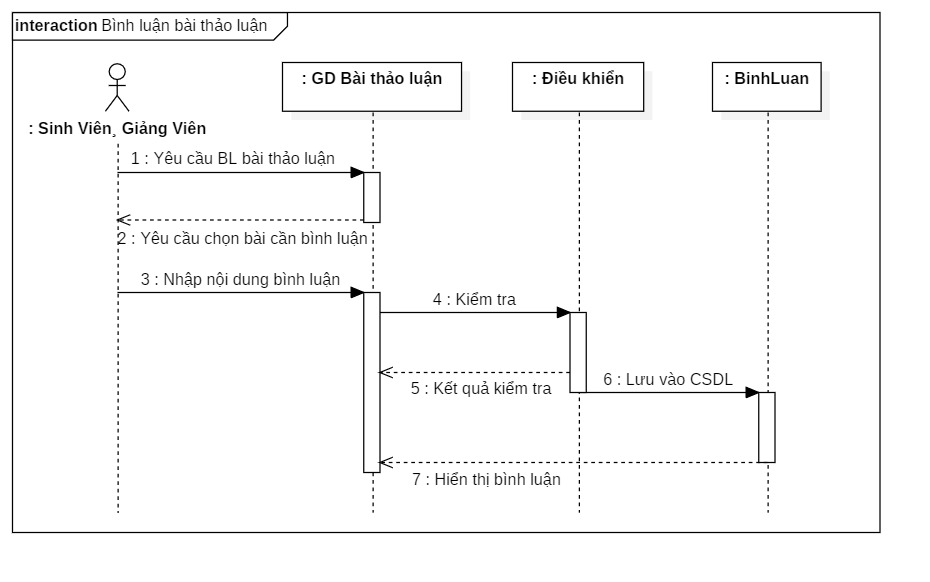 interaction Bình luận bài thảo luận
: GD Bài thảo luận
: Điều khiển
: BinhLuan
: Sinh Viên, Giảng Viên
1 : Yêu cầu BL bài thảo luận
2 : Yêu cầu chọn bài cần bình luận
3 : Nhập nội dung bình luận
4 : Kiểm tra
5 : Kết quả kiểm tra
6 : Lưu vào CSDL
7 : Hiển thị bình luận